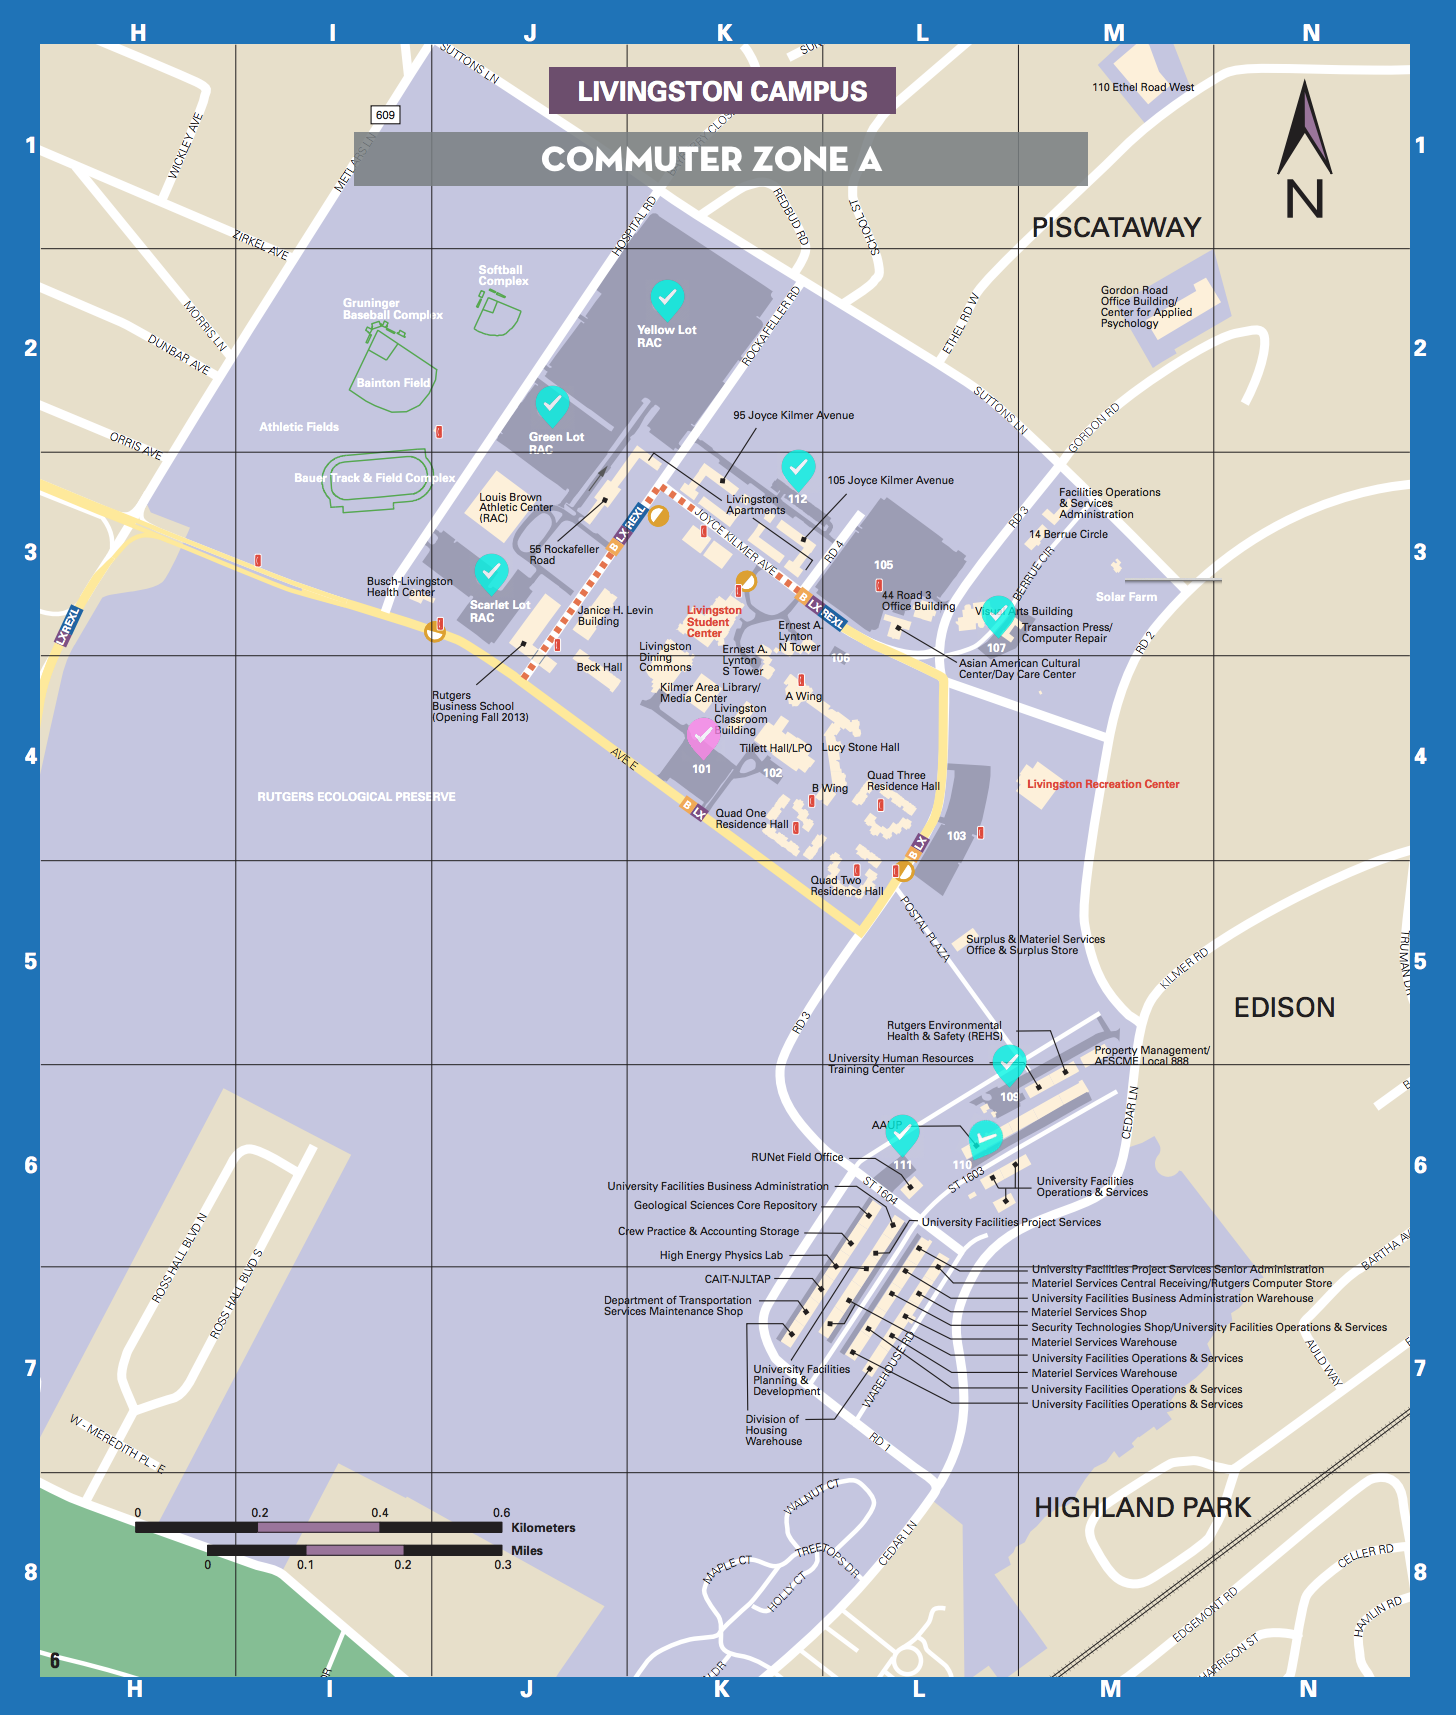 H I J K L M N
LIVINGSTON CAMPUS
COMMUTER ZONE A
1
1
2
2
3
3
4
4
5
5
6
6
7
7
8
8
609
SUTTONS LN
110 Ethel Road West
WICKLEY AVE
N
REDBUD RD
SCHOOL ST
HOSPITAL RD
PISCATAWAY
ZIRKEL AVE
Softball
Complex
Gruninger
Baseball Complex
MORRIS LN
DUNBAR AVE
Bainton Field
Yellow Lot
RAC
ROCKAFELLER RD
ETHEL RD W
Gordon Road
Office Building/
Center for Applied
Psychology
SUTTONS LN
GORDON RD
ORRIS AVE
Athletic Fields
Green Lot
RAC
95 Joyce Kilmer Avenue
Bauer Track & Field Complex
Louis Brown
Athletic Center
(RAC)
112
105 Joyce Kilmer Avenue
Livingston
Apartments
Facilities Operations
& Services
Administration
RD 3
14 Berrue Circle
B LX REXL
JOYCE KILMER AVE
RD 4
55 Rockafeller
Road
105
BERRUE CIR
Busch-Livingston
Health Center
Scarlet Lot
RAC
Janice H. Levin
Building
Livingston
Student
Center
B LX REXL
44 Road 3
Office Building
Visual Arts Building
Solar Farm
LX REXL
Transaction Press/
Computer Repair
107
RD 2
Ernest A.
Lynton
N Tower
Ernest A.
Lynton
S Tower
Livingston
Dining
Commons
106
Beck Hall
Asian American Cultural
Center/Day Care Center
Rutgers
Business School
(Opening Fall 2013)
Kilmer Area Library/
Media Center
A Wing
Livingston
Classroom
Building
Tillett Hall/LPO
Lucy Stone Hall
AVE E
101
102
Quad Three
Residence Hall
Livingston Recreation Center
B Wing
RUTGERS ECOLOGICAL PRESERVE
B LX
Quad One
Residence Hall
103
B LX
Quad Two
Residence Hall
POSTAL PLAZA
Surplus & Materiel Services
Office & Surplus Store
KILMER RD
EDISON
RD 3
Rutgers Environmental
Health & Safety (REHS)
University Human Resources
Training Center
Property Management/
AFSCME Local 888
109
CEDAR LN
AAUP
111
110
RUNet Field Office
ST 1604
ST 1603
University Facilities
Operations & Services
University Facilities Business Administration
Geological Sciences Core Repository
University Facilities Project Services
Crew Practice & Accounting Storage
High Energy Physics Lab
CAIT-NJLTAP
Department of Transportation
Services Maintenance Shop
University Facilities Project Services Senior Administration
Materiel Services Central Receiving/Rutgers Computer Store
University Facilities Business Administration Warehouse
Materiel Services Shop
Security Technologies Shop/University Facilities Operations & Services
Materiel Services Warehouse
University Facilities Operations & Services
Materiel Services Warehouse
University Facilities Operations & Services
University Facilities Operations & Services
University Facilities
Planning &
Development
WAREHOUSE RD
Division of
Housing
Warehouse
RD 1
ROSS HALL BLVD N
ROSS HALL BLVD S
W - MEREDITH PL - E
AULD WAY
HIGHLAND PARK
0 0.2 0.4 0.6
Kilometers
Miles
0 0.1 0.2 0.3
WALNUT CT
MAPLE CT
TREETOPS DR
HOLLY CT
CEDAR LN
CELLER RD
EDGEMONT RD
HAMLIN RD
HARRISON ST
6
H I J K L M N